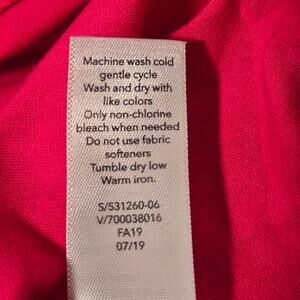 Machine wash cold
gentle cycle
Wash and dry with
like colors
Only non-chlorine
bleach when needed
Do not use fabric
softeners
Tumble dry low
Warm iron.
S/531260-06
V/700038016
FA19
07/19